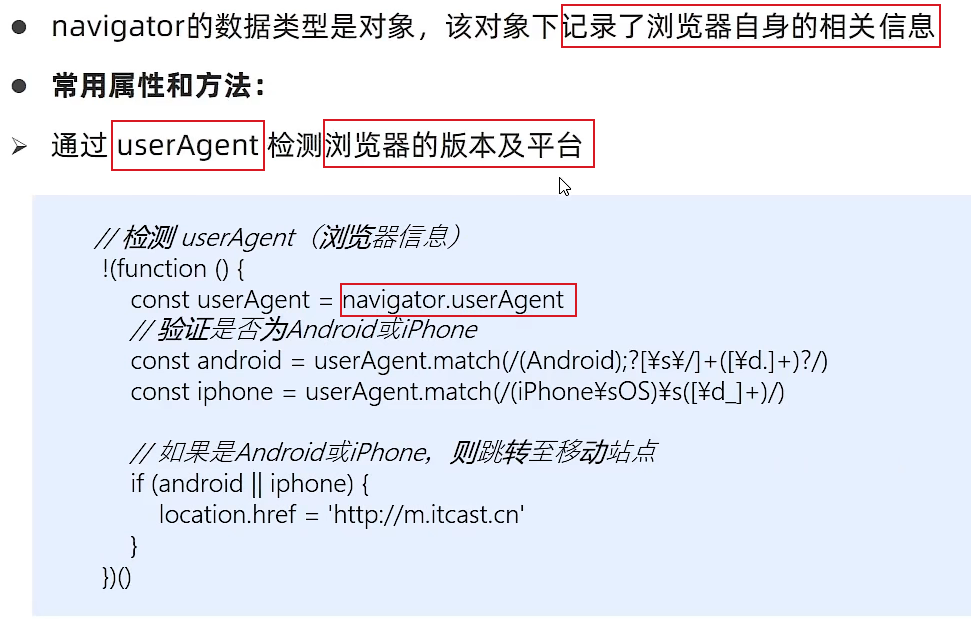 ● navigator的数据类型是对象，该对象下记录了浏览器自身的相关信息
● 常用属性和方法：
➢ 通过 userAgent 检测浏览器的版本及平台
// 检测 userAgent（浏览器信息）
!(function () {
const userAgent = navigator.userAgent
// 验证是否为Android或iPhone
const android = userAgent.match(/(Android);?[¥s¥/]+([¥d.]+)?/)
const iphone = userAgent.match(/(iPhone¥sOS)¥s([¥d_]+)/)
// 如果是Android或iPhone，则跳转至移动站点
if (android || iphone) {
location.href = 'http://m.itcast.cn'
}
})()